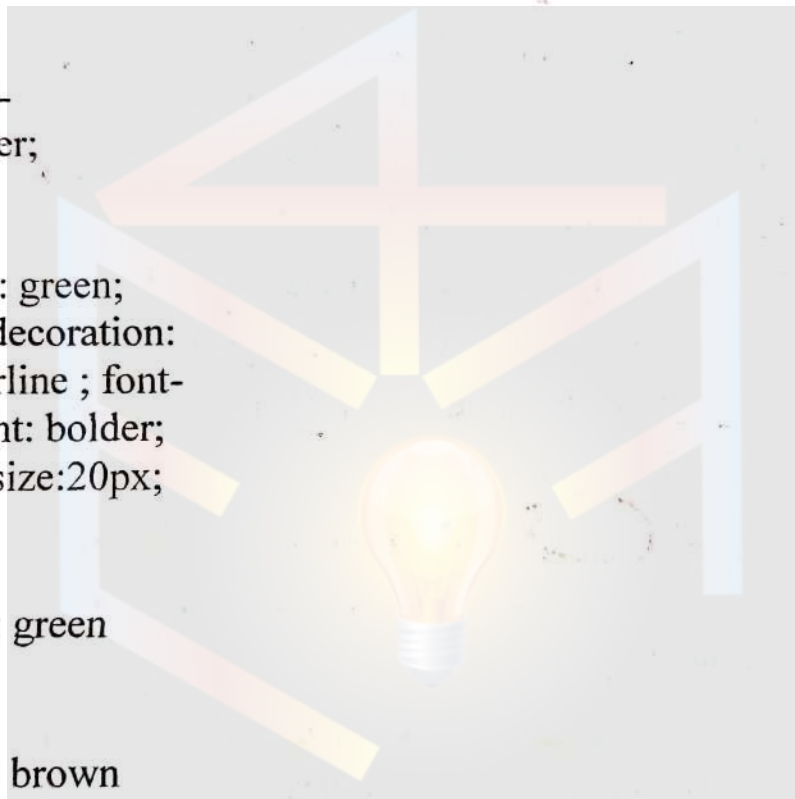 er;
: green;
decoration:
rline ; font-
nt: bolder;
size:20px;
green
brown